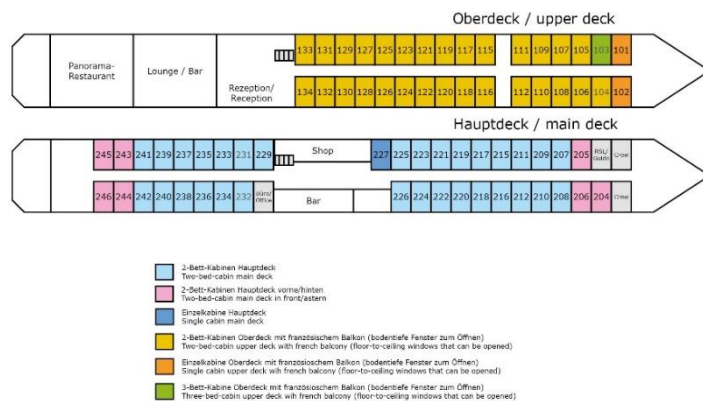 Oberdeck / upper deck
133 131 129 127 125 123 121 119 117 115 111 109 107 105 103 101
Panorama-
Restaurant
Lounge / Bar
Rezeption/
Reception
134 132 130 128 126 124 122 120 118 116 112 110 108 106 104 102
Hauptdeck / main deck
245 243 241 239 237 235 233 231 229 Shop 227 225 223 221 219 217 215 211 209 207 205 RSL/ Crew
Guide
246 244 242 240 238 236 234 232 Büro/ Bar 226 224 222 220 218 216 212 210 208 206 204 Crew
Office
2-Bett-Kabinen Hauptdeck
Two-bed-cabin main deck
2-Bett-Kabinen Hauptdeck vorne/hinten
Two-bed-cabin main deck in front/astern
Einzelkabine Hauptdeck
Single cabin main deck
2-Bett-Kabinen Oberdeck mit französischem Balkon (bodentiefe Fenster zum Öffnen)
Two-bed-cabin upper deck with french balcony (floor-to-ceiling windows that can be opened)
Einzelkabine Oberdeck mit französischem Balkon (bodentiefe Fenster zum Öffnen)
Single cabin upper deck wih french balcony (floor-to-ceiling windows that can be opened)
3-Bett-Kabine Oberdeck mit französioschem Balkon (bodentiefe Fenster zum Öffnen)
Three-bed-cabin upper deck wih french balcony (floor-to-ceiling windows that can be opened)